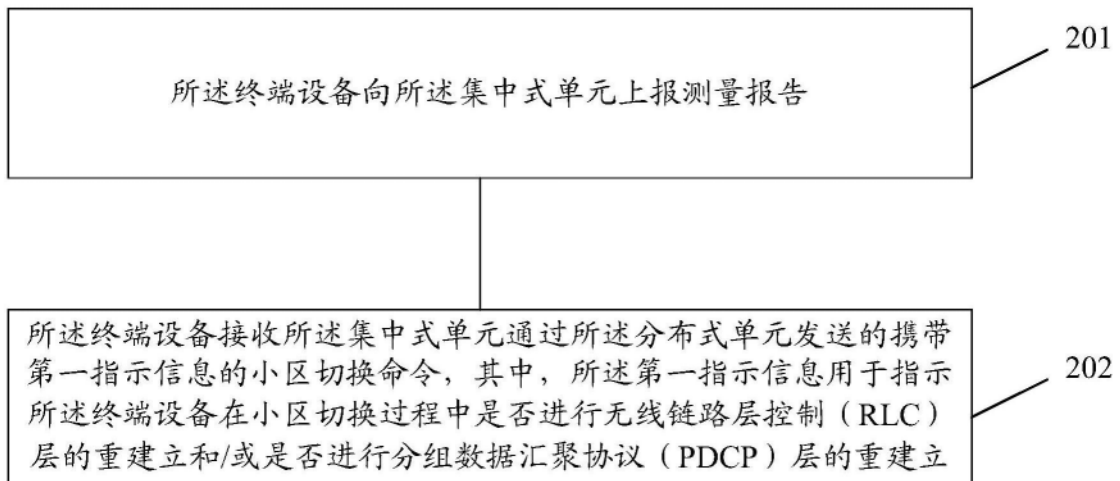 201
所述终端设备向所述集中式单元上报测量报告
所述终端设备接收所述集中式单元通过所述分布式单元发送的携带
第一指示信息的小区切换命令，其中，所述第一指示信息用于指示
所述终端设备在小区切换过程中是否进行无线链路层控制（RLC）
层的重建立和/或是否进行分组数据汇聚协议（PDCP）层的重建立
202